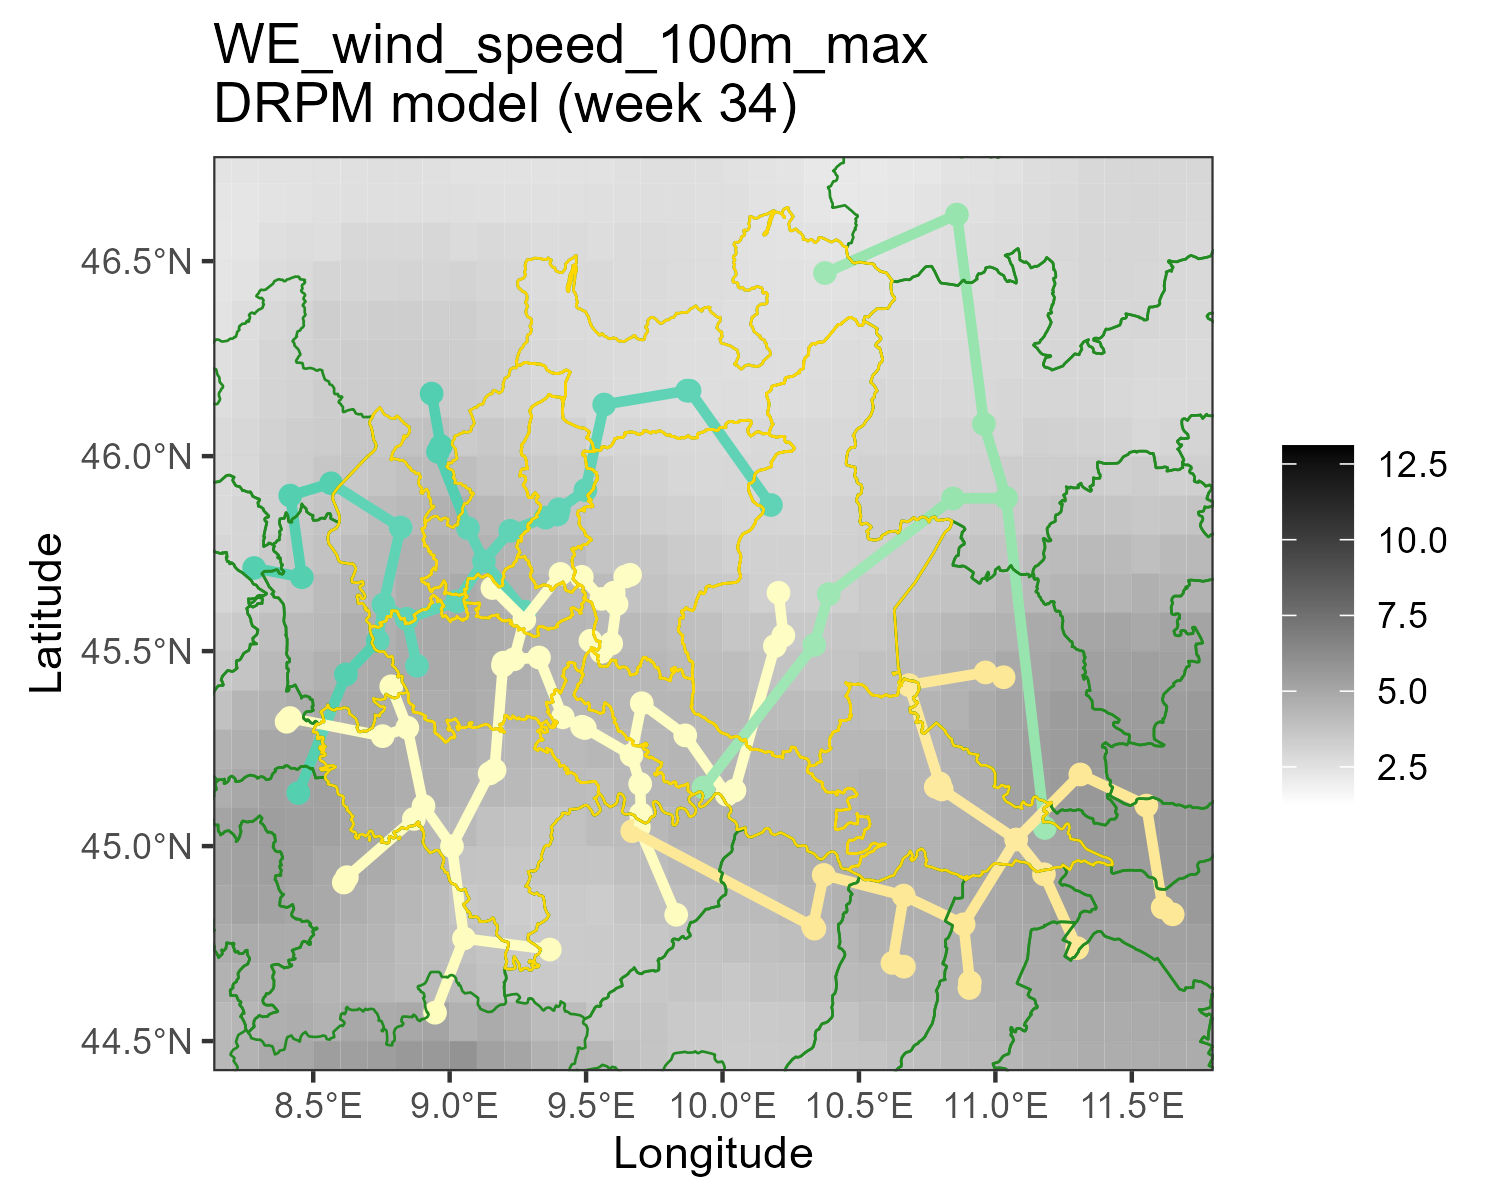 WE_wind_speed_100m_max
DRPM model (week 34)
46.5°N
46.0°N
45.5°N
45.0°N
44.5°N
Latitude
8.5°E
9.0°E
9.5°E
10.0°E
10.5°E
11.0°E
11.5°E
Longitude
12.5
10.0
7.5
5.0
2.5